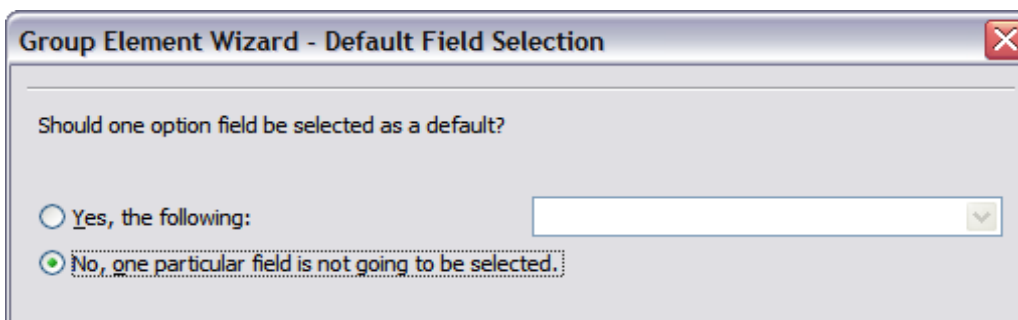 Group Element Wizard - Default Field Selection
Should one option field be selected as a default?
Yes, the following:
No, one particular field is not going to be selected.